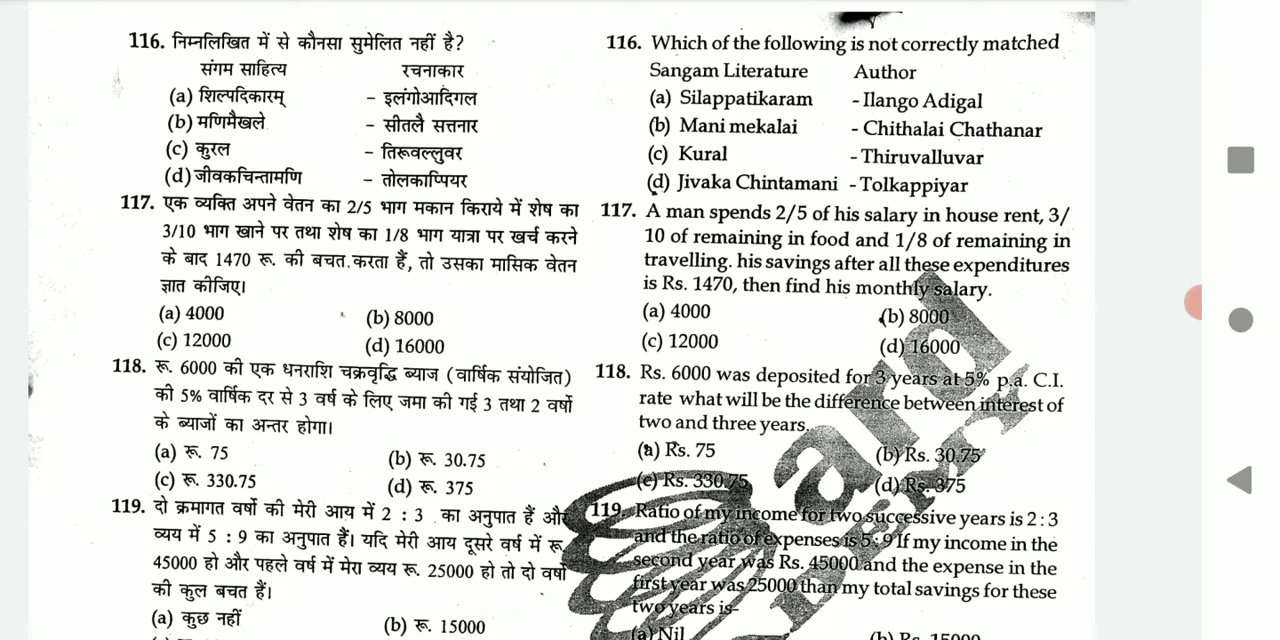 116. निम्नलिखित में से कौनसा सुमेलित नहीं है?
संगम साहित्य रचनाकार
(a) शिल्पदिकारम् - इलंगोआदिगल
(b) मणिमैखले - सीतलै सत्तनार
(c) कुरल - तिरूवल्लुवर
(d) जीवकचिन्तामणि - तोलकाप्पियर
117. एक व्यक्ति अपने वेतन का 2/5 भाग मकान किराये में शेष का
3/10 भाग खाने पर तथा शेष का 1/8 भाग यात्रा पर खर्च करने
के बाद 1470 रू. की बचत करता हैं, तो उसका मासिक वेतन
ज्ञात कीजिए।
(a) 4000 (b) 8000
(c) 12000 (d) 16000
118. रू. 6000 की एक धनराशि चक्रवृद्धि ब्याज (वार्षिक संयोजित)
की 5% वार्षिक दर से 3 वर्ष के लिए जमा की गई 3 तथा 2 वर्षो
के ब्याजों का अन्तर होगा।
(a) रू. 75 (b) रू. 30.75
(c) रू. 330.75 (d) रू. 375
119. दो क्रमागत वर्षो की मेरी आय में 2 : 3 का अनुपात हैं और
व्यय में 5 : 9 का अनुपात हैं। यदि मेरी आय दूसरे वर्ष में रू
45000 हो और पहले वर्ष में मेरा व्यय रू. 25000 हो तो दो वर्षो
की कुल बचत हैं।
(a) कुछ नहीं (b) रू. 15000
116. Which of the following is not correctly matched
Sangam Literature Author
(a) Silappatikaram - Ilango Adigal
(b) Mani mekalai - Chithalai Chathanar
(c) Kural - Thiruvalluvar
(d) Jivaka Chintamani - Tolkappiyar
117. A man spends 2/5 of his salary in house rent, 3/
10 of remaining in food and 1/8 of remaining in
travelling. his savings after all these expenditures
is Rs. 1470, then find his monthly salary.
(a) 4000 (b) 8000
(c) 12000 (d) 16000
118. Rs. 6000 was deposited for 3 years at 5% p.a. C.I.
rate what will be the difference between interest of
two and three years.
(a) Rs. 75 (b) Rs. 30.75
(c) Rs. 330.75 (d) Rs. 375
119. Ratio of my income for two successive years is 2 : 3
and the ratio of expenses is 5 : 9 If my income in the
second year was Rs. 45000 and the expense in the
first year was 25000 than my total savings for these
two years is-
(a) Nil (b) Rs. 15000